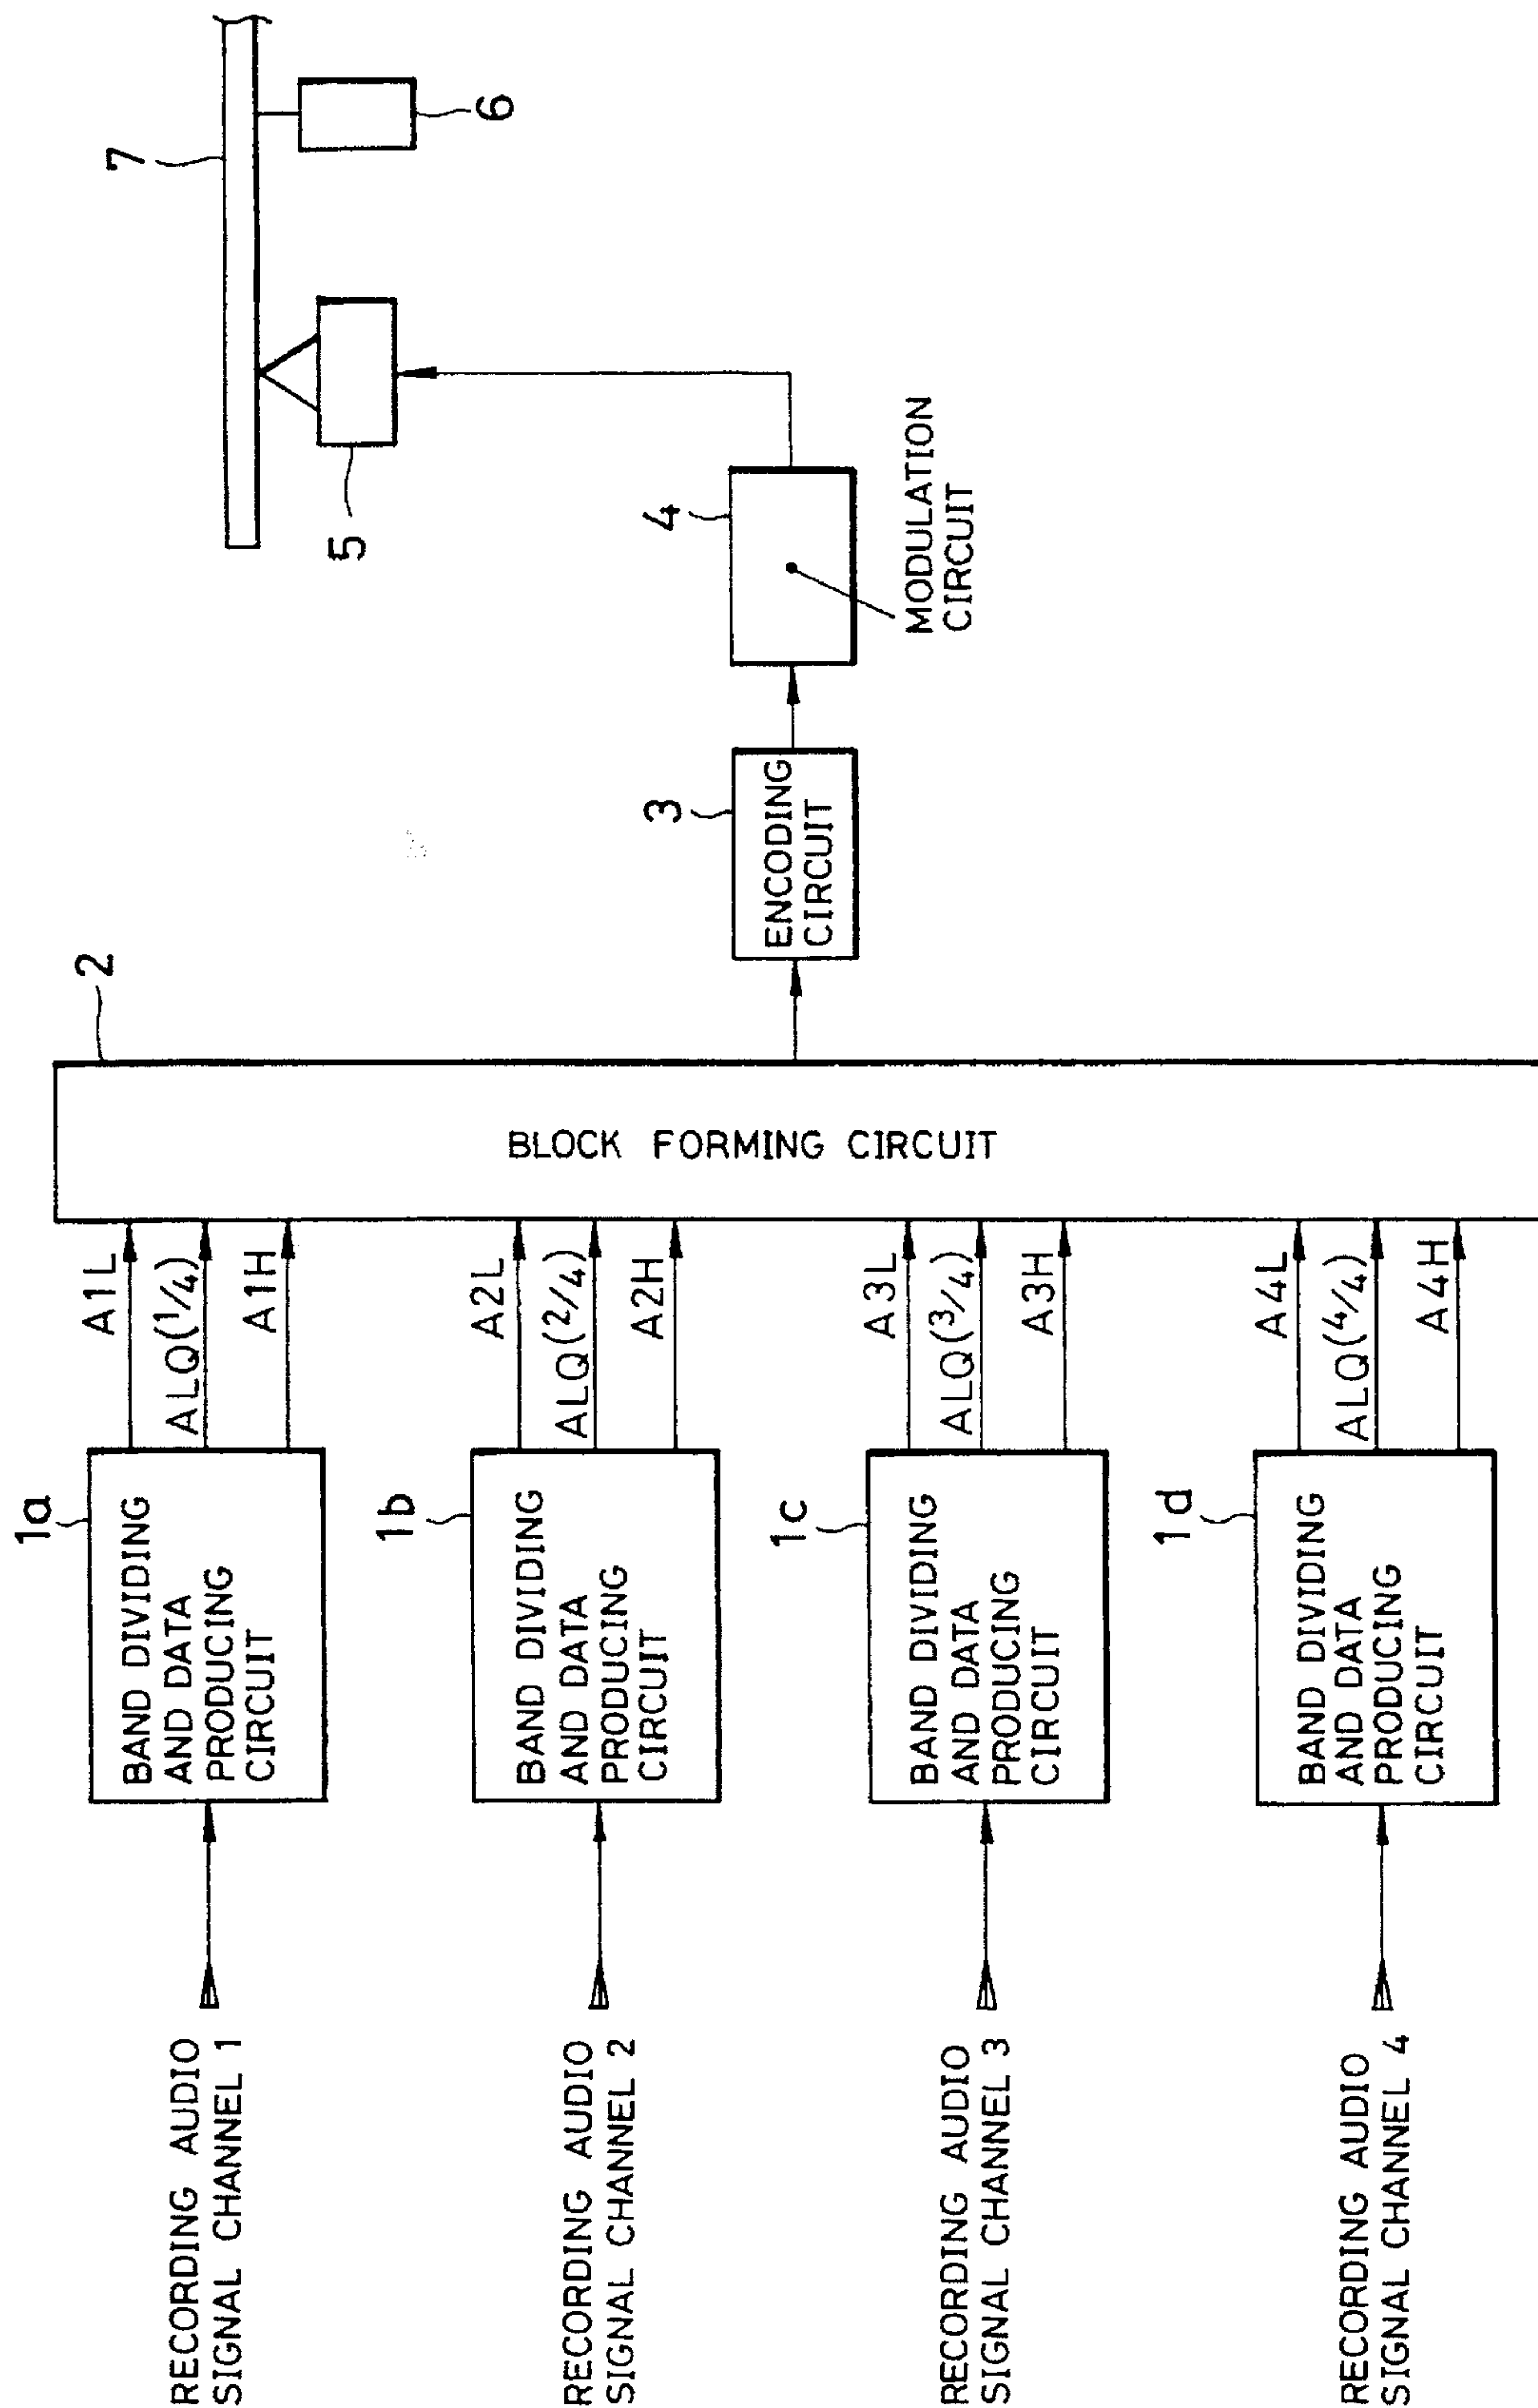 RECORDING AUDIO
SIGNAL CHANNEL 1
1a
BAND DIVIDING
AND DATA
PRODUCING
CIRCUIT
A1L
ALQ(1/4)
A1H
RECORDING AUDIO
SIGNAL CHANNEL 2
1b
BAND DIVIDING
AND DATA
PRODUCING
CIRCUIT
A2L
ALQ(2/4)
A2H
RECORDING AUDIO
SIGNAL CHANNEL 3
1c
BAND DIVIDING
AND DATA
PRODUCING
CIRCUIT
A3L
ALQ(3/4)
A3H
RECORDING AUDIO
SIGNAL CHANNEL 4
1d
BAND DIVIDING
AND DATA
PRODUCING
CIRCUIT
A4L
ALQ(4/4)
A4H
2
BLOCK FORMING CIRCUIT
3
ENCODING
CIRCUIT
4
MODULATION
CIRCUIT
5
7
6